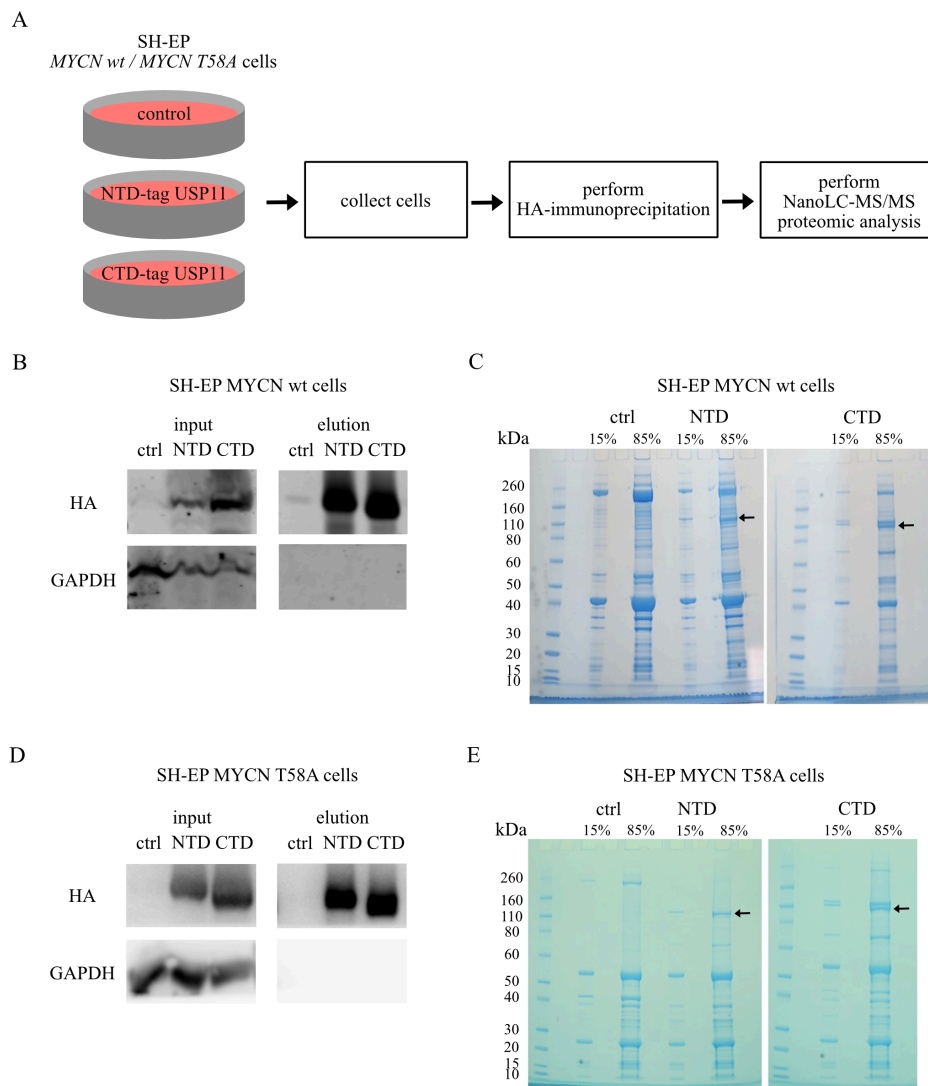 A
SH-EP
MYCN wt / MYCN T58A cells
control
NTD-tag USP11
CTD-tag USP11
collect cells
perform
HA-immunoprecipitation
perform
NanoLC-MS/MS
proteomic analysis
B
SH-EP MYCN wt cells
input
elution
ctrl NTD CTD
ctrl NTD CTD
HA
GAPDH
C
SH-EP MYCN wt cells
ctrl NTD CTD
kDa
15% 85% 15% 85% 15% 85%
260
160
110
80
60
50
40
30
20
15
10
D
SH-EP MYCN T58A cells
input
elution
ctrl NTD CTD
ctrl NTD CTD
HA
GAPDH
E
SH-EP MYCN T58A cells
ctrl NTD CTD
kDa
15% 85% 15% 85% 15% 85%
260
160
110
80
60
50
40
30
20
15
10